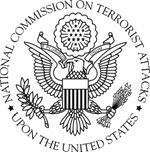 NATIONAL COMMISSION ON TERRORIST ATTACKS
UPON THE UNITED STATES